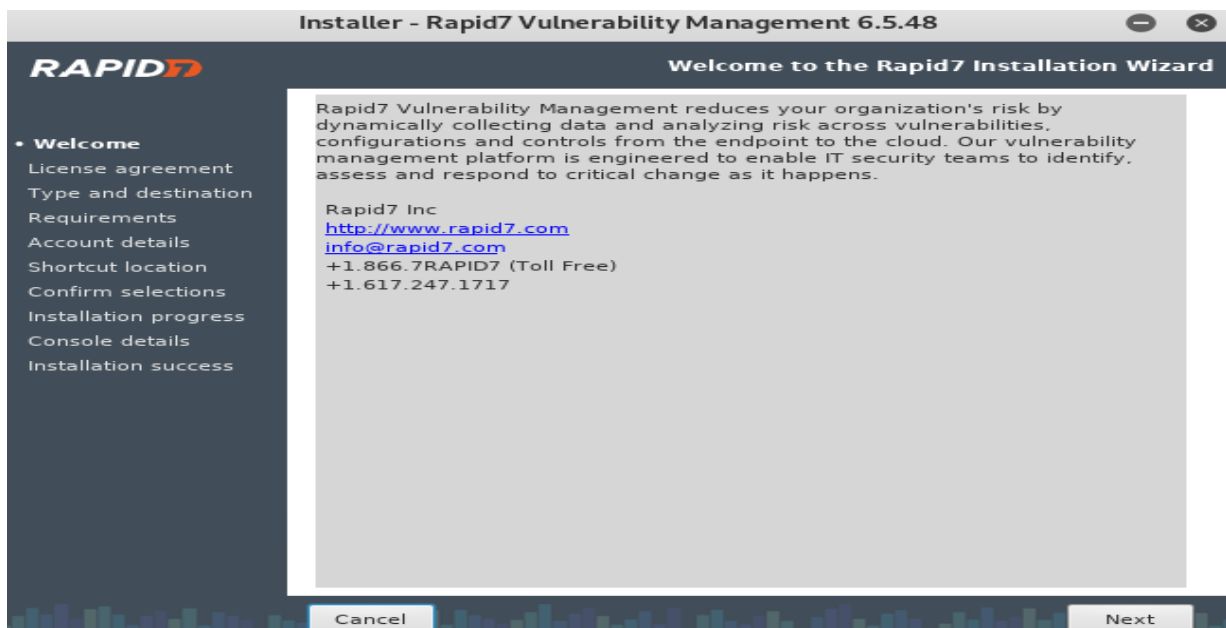 Installer - Rapid7 Vulnerability Management 6.5.48
RAPID7
Welcome to the Rapid7 Installation Wizard
• Welcome
License agreement
Type and destination
Requirements
Account details
Shortcut location
Confirm selections
Installation progress
Console details
Installation success
Rapid7 Vulnerability Management reduces your organization's risk by
dynamically collecting data and analyzing risk across vulnerabilities,
configurations and controls from the endpoint to the cloud. Our vulnerability
management platform is engineered to enable IT security teams to identify,
assess and respond to critical change as it happens.
Rapid7 Inc
http://www.rapid7.com
info@rapid7.com
+1.866.7RAPID7 (Toll Free)
+1.617.247.1717
Cancel
Next